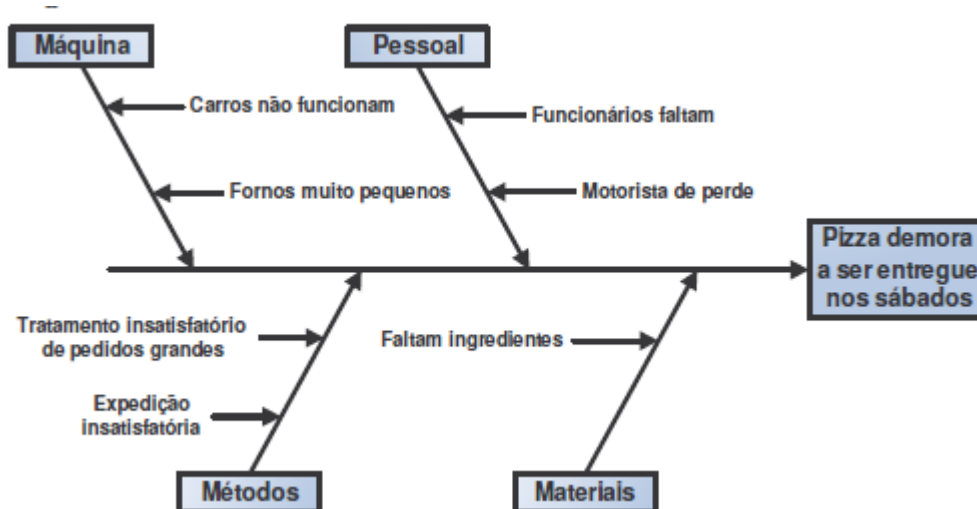 Máquina
Pessoal
Carros não funcionam
Funcionários faltam
Fornos muito pequenos
Motorista de perde
Pizza demora
a ser entregue
nos sábados
Tratamento insatisfatório
de pedidos grandes
Faltam ingredientes
Expedição
insatisfatória
Métodos
Materiais